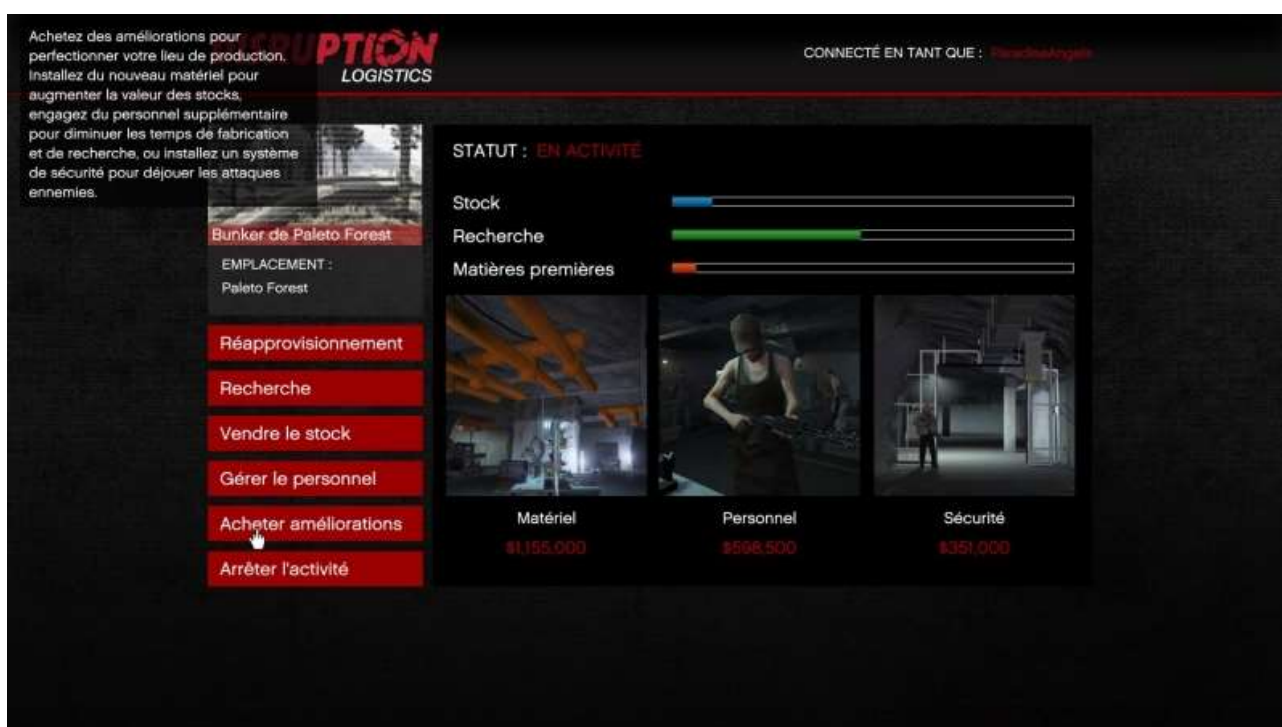 Achetez des améliorations pour
perfectionner votre lieu de production.
Installez du nouveau matériel pour
augmenter la valeur des stocks,
engagez du personnel supplémentaire
pour diminuer les temps de fabrication
et de recherche, ou installez un système
de sécurité pour déjouer les attaques
ennemies.
DISRUPTION
LOGISTICS
CONNECTÉ EN TANT QUE : ParadiseAngelo
Bunker de Paleto Forest
EMPLACEMENT :
Paleto Forest
Réapprovisionnement
Recherche
Vendre le stock
Gérer le personnel
Acheter améliorations
Arrêter l'activité
STATUT : EN ACTIVITÉ
Stock
Recherche
Matières premières
Matériel
Personnel
Sécurité
$1,155,000
$598,500
$351,000